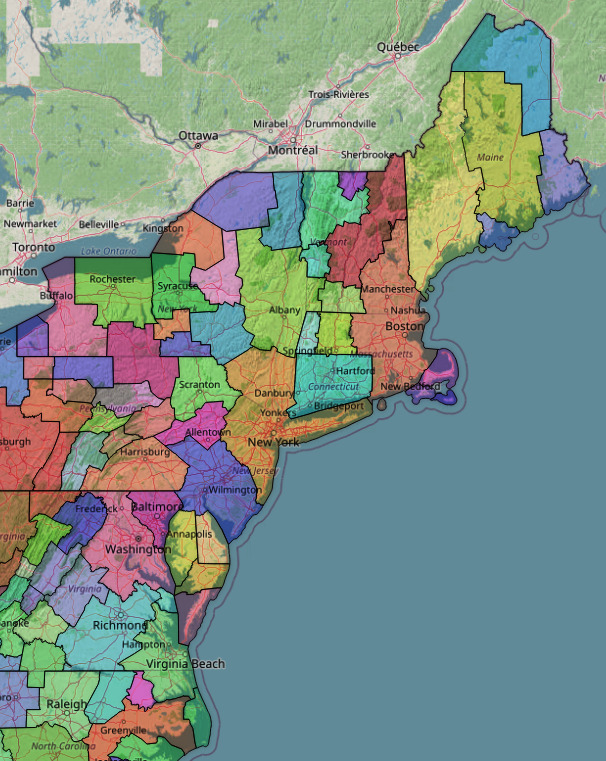 Québec
Trois-Rivières
Mirabel
Drummondville
Ottawa
Montréal
Sherbrooke
Maine
Barrie
Newmarket
Belleville
Kingston
Vermont
Toronto
Lake Ontario
Hamilton
Rochester
Syracuse
Buffalo
Manchester
New York
Nashua
Albany
Boston
Springfield
Massachusetts
Hartford
Scranton
Connecticut
New Bedford
Danbury
Pennsylvania
Yonkers
Bridgeport
Allentown
New York
sburgh
Harrisburg
New Jersey
Wilmington
Frederick
Baltimore
Annapolis
rginia
Washington
Virginia
Richmond
anoke
Hampton
Virginia Beach
Raleigh
Greenville
North Carolina